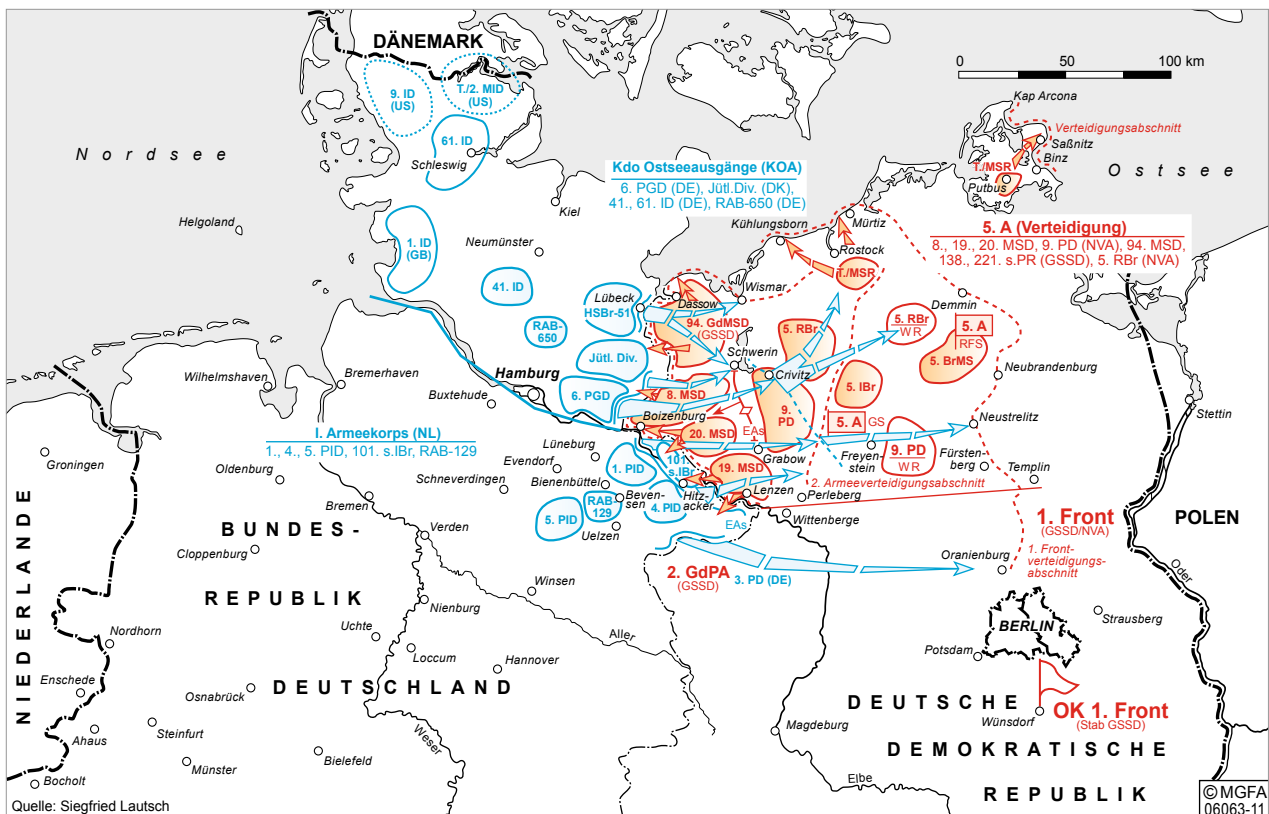 DÄNEMARK
0 50 100 km
9. ID
(US)
T./2. MID
(US)
Kap Arcona
Verteidigungsabschnitt
Saßnitz
Binz
T./MSR
Putbus
Nordsee
Ostsee
61. ID
Schleswig
Kdo Ostseeausgänge (KOA)
6. PGD (DE), Jütl.Div. (DK),
41., 61. ID (DE), RAB-650 (DE)
Kiel
Helgoland
Kühlungsborn
Mürtiz
Rostock
5. A (Verteidigung)
8., 19., 20. MSD, 9. PD (NVA), 94. MSD,
138., 221. s.PR (GSSD), 5. RBr (NVA)
1. ID
(GB)
Neumünster
T./MSR
41. ID
Lübeck
HSBr-51
Dassow
Wismar
Demmin
RAB-
650
94. GdMSD
(GSSD)
5. RBr
5. RBr
WR
5. A
RFS
5. BrMS
Jütl. Div.
Schwerin
Crivitz
Neubrandenburg
Wilhelmshaven
Bremerhaven
Hamburg
Buxtehude
6. PGD
8. MSD
5. IBr
Stettin
Boizenburg
9.
PD
5. A
GS
Neustrelitz
I. Armeekorps (NL)
1., 4., 5. PID, 101. s.IBr, RAB-129
20. MSD
EAs
Grabow
Freyen-
stein
9. PD
WR
Fürsten-
berg
Templin
Groningen
Oldenburg
Lüneburg
Evendorf
Bienenbüttel
Schneverdingen
1. PID
101.
s.IBr
19. MSD
2. Armeeverteidigungsabschnitt
Bremen
RAB-
129
Beven-
sen
4. PID
Hitz-
acker
Lenzen
Perleberg
Wittenberge
5. PID
Uelzen
EAs
1. Front
(GSSD/NVA)
1. Front-
verteidigungs-
abschnitt
POLEN
Verden
BUNDES-
Cloppenburg
2. GdPA
(GSSD)
3. PD (DE)
Oranienburg
Oder
NIEDERLANDE
REPUBLIK
Winsen
Nienburg
Aller
Nordhorn
Uchte
BERLIN
Strausberg
Potsdam
Loccum
Hannover
Enschede
Osnabrück
DEUTSCHLAND
DEUTSCHE
Wünsdorf
OK 1. Front
(Stab GSSD)
Ahaus
Steinfurt
Weser
Magdeburg
Münster
Bielefeld
DEMOKRATISCHE
Bocholt
Elbe
REPUBLIK
Quelle: Siegfried Lautsch
©MGFA
06063-11